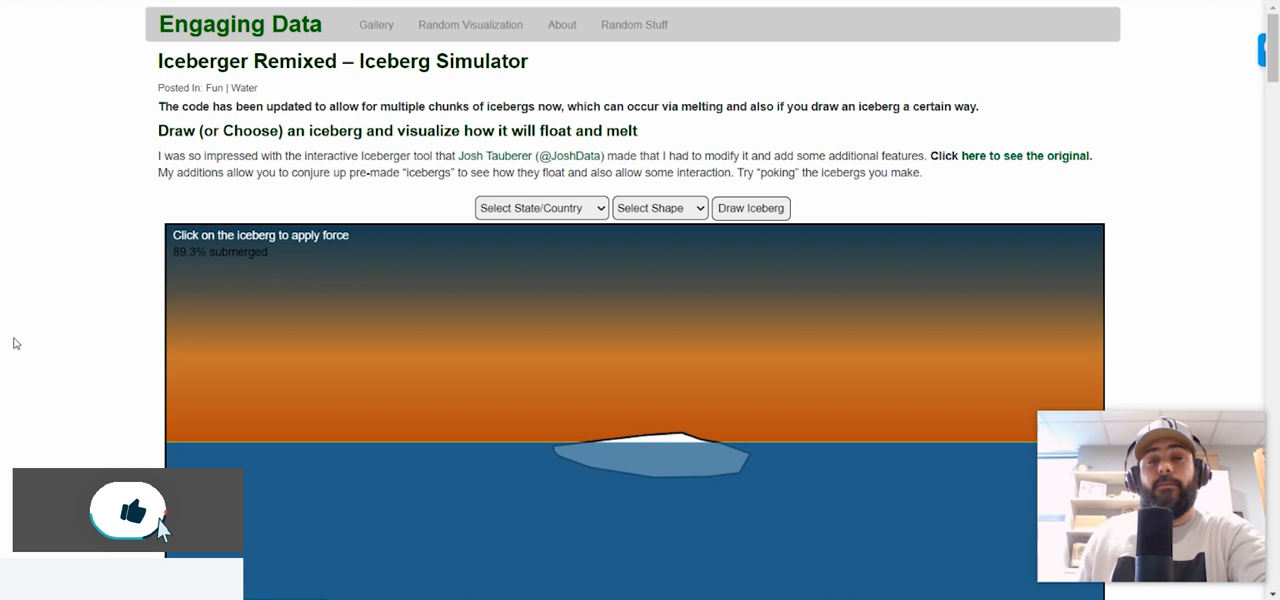 Engaging Data
Gallery
Random Visualization
About
Random Stuff
Iceberger Remixed – Iceberg Simulator
Posted In: Fun | Water
The code has been updated to allow for multiple chunks of icebergs now, which can occur via melting and also if you draw an iceberg a certain way.
Draw (or Choose) an iceberg and visualize how it will float and melt
I was so impressed with the interactive Iceberger tool that Josh Tauberer (@JoshData) made that I had to modify it and add some additional features. Click here to see the original.
My additions allow you to conjure up pre-made “icebergs” to see how they float and also allow some interaction. Try “poking” the icebergs you make.
Select State/Country
Select Shape
Draw Iceberg
Click on the iceberg to apply force
89.3% submerged